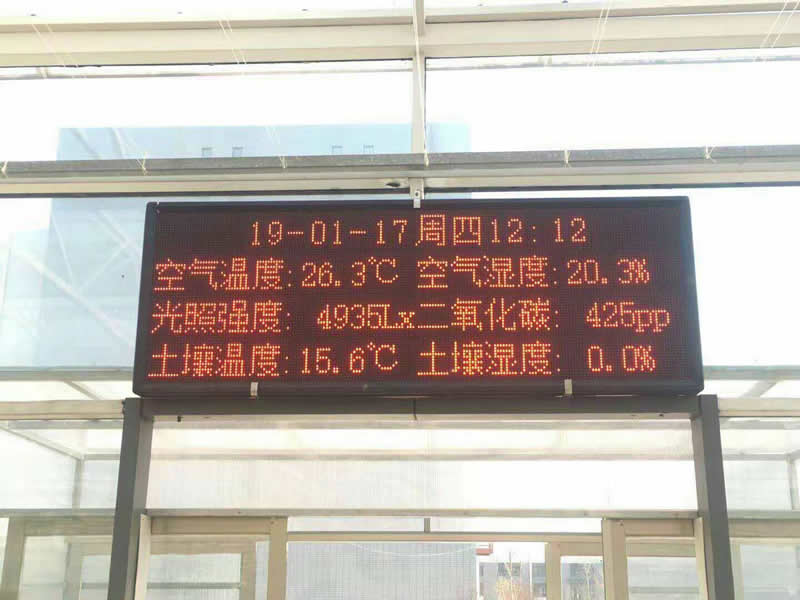 19-01-17周四12:12
空气温度:26.3℃ 空气湿度:20.3%
光照强度: 4935Lx二氧化碳: 425pp
土壤温度:15.6℃ 土壤湿度: 0.0%